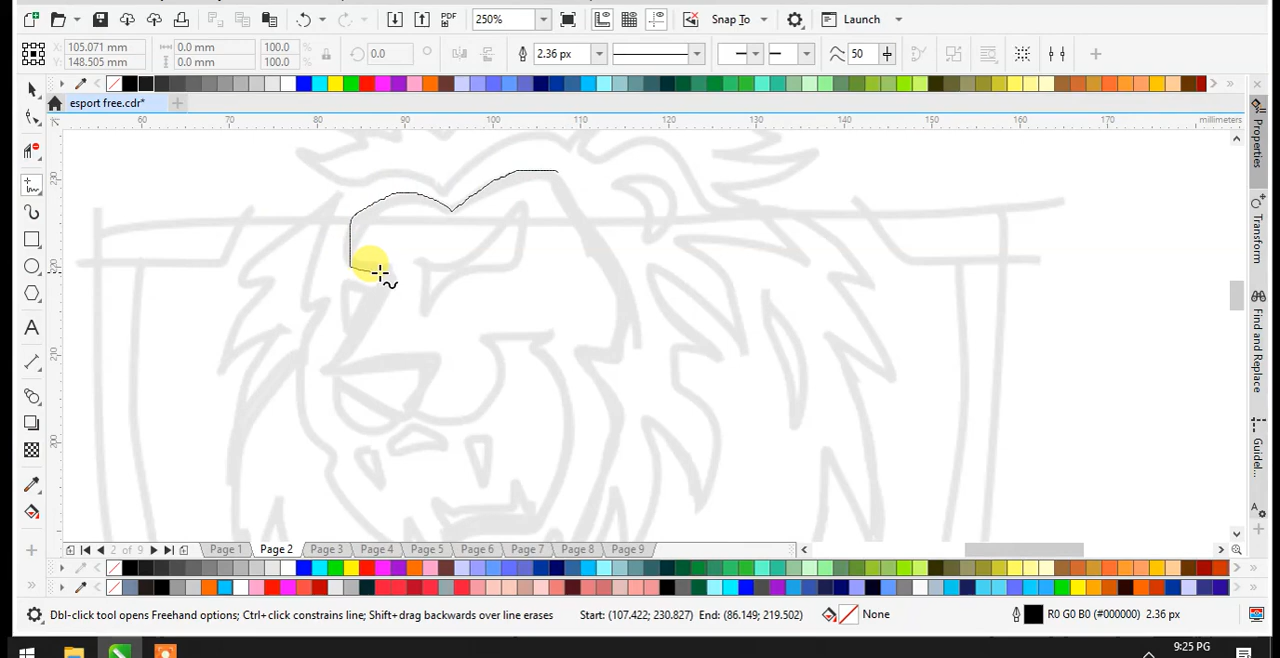 PDF 250% Snap To Launch
X: 105.071 mm 0.0 mm 100.0 % 0.0 ° 2.36 px 50
Y: 148.505 mm 0.0 mm 100.0 %
esport free.cdr*
60 70 80 90 100 110 120 130 140 150 160 170 millimeters
230
220
210
200
Properties
Transform
Find and Replace
Guidel...
2 of 9 Page 1 Page 2 Page 3 Page 4 Page 5 Page 6 Page 7 Page 8 Page 9
Dbl-click tool opens Freehand options; Ctrl+click constrains line; Shift+drag backwards over line erases Start: (107.422; 230.827) End: (86.149; 219.502) None R0 G0 B0 (#000000) 2.36 px
9:25 PG